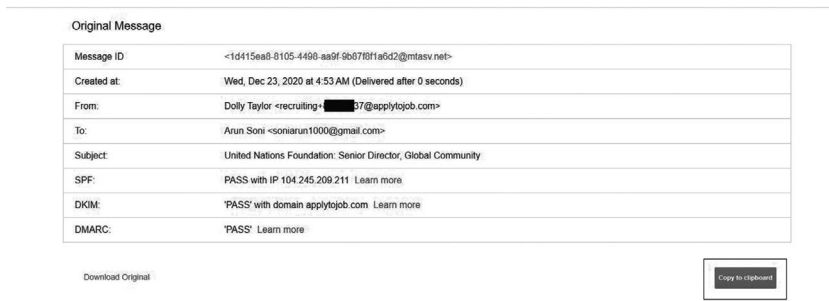 Original Message
Message ID <1d415ea8-8105-4498-aa9f-9b87f8f1a6d2@mtasv.net>
Created at: Wed, Dec 23, 2020 at 4:53 AM (Delivered after 0 seconds)
From: Dolly Taylor <recruiting+ 37@applytojob.com>
To: Arun Soni <soniarun1000@gmail.com>
Subject: United Nations Foundation: Senior Director, Global Community
SPF: PASS with IP 104.245.209.211 Learn more
DKIM: 'PASS' with domain applytojob.com Learn more
DMARC: 'PASS' Learn more
Download Original Copy to clipboard